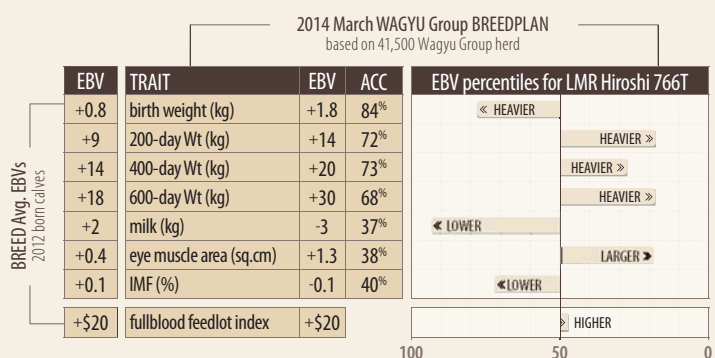 2014 March WAGYU Group BREEDPLAN
based on 41,500 Wagyu Group herd
EBV TRAIT EBV ACC EBV percentiles for LMR Hiroshi 766T
+0.8 birth weight (kg) +1.8 84% « HEAVIER
+9 200-day Wt (kg) +14 72% HEAVIER »
+14 400-day Wt (kg) +20 73% HEAVIER »
+18 600-day Wt (kg) +30 68% HEAVIER »
+2 milk (kg) -3 37% « LOWER
+0.4 eye muscle area (sq.cm) +1.3 38% LARGER »
+0.1 IMF (%) -0.1 40% «LOWER
+$20 fullblood feedlot index +$20 » HIGHER
100 50 0
BREED Avg. EBVs
2012 born calves